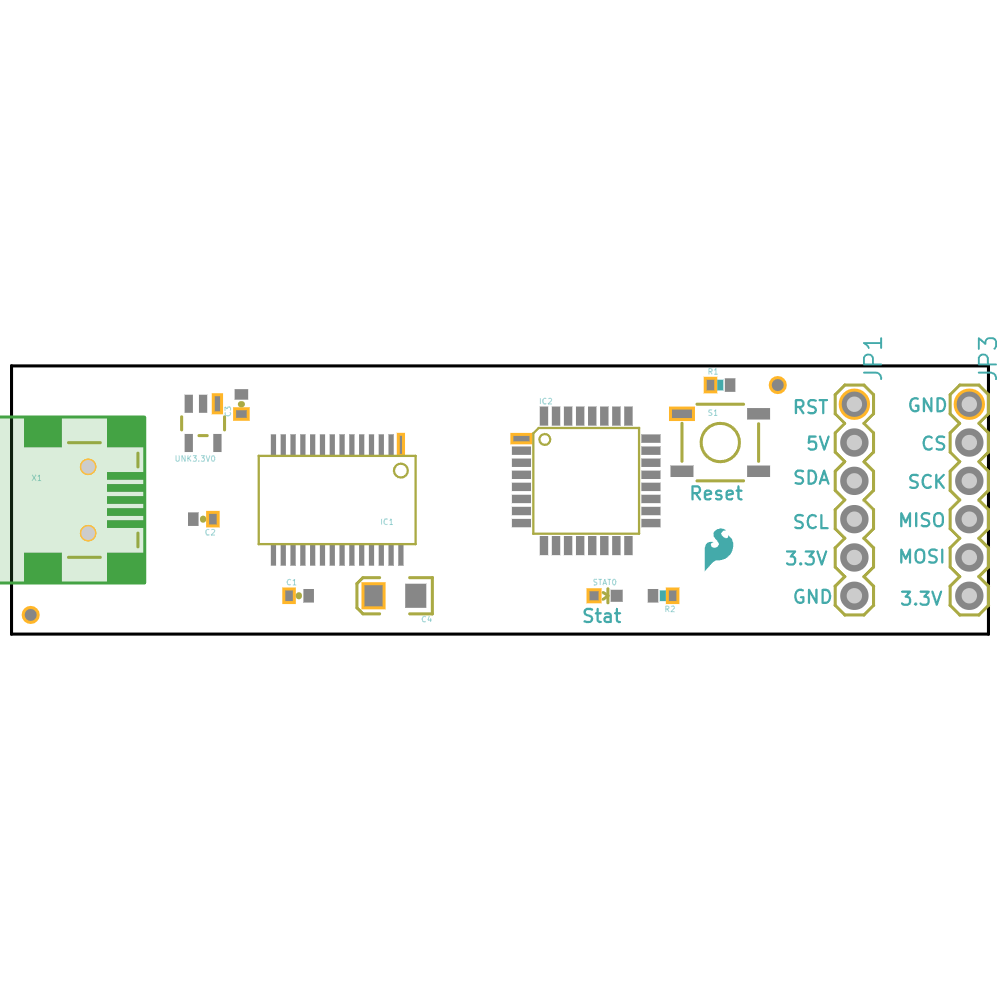 JP1
JP3
R1
IC2
S1
C3
RST
GND
5V
CS
UNK3.3V0
X1
SDA
SCK
Reset
IC1
SCL
MISO
C2
3.3V
MOSI
C1
STAT0
GND
3.3V
R2
Stat
C4